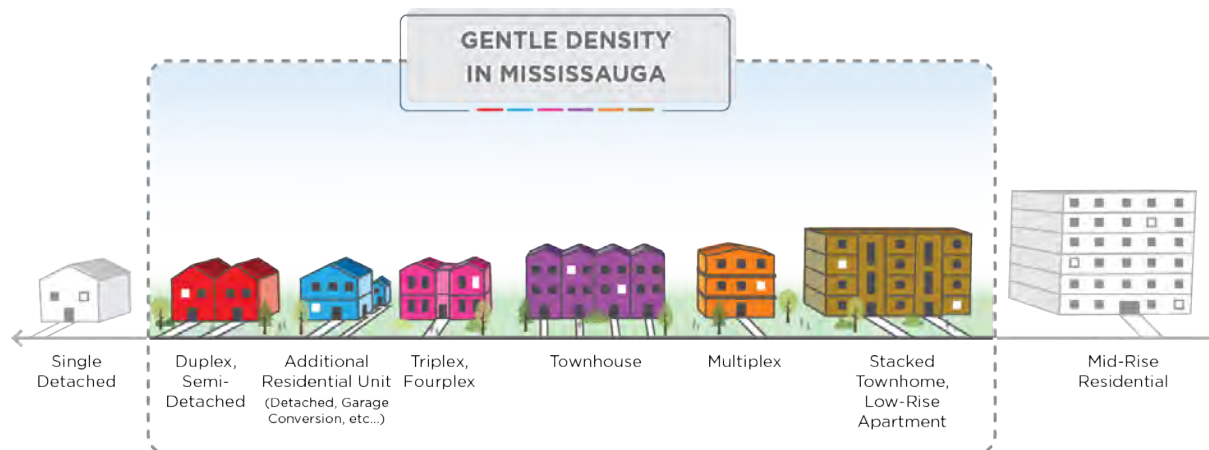 GENTLE DENSITY
IN MISSISSAUGA
Single
Detached
Duplex,
Semi-
Detached
Additional
Residential Unit
(Detached, Garage
Conversion, etc...)
Triplex,
Fourplex
Townhouse
Multiplex
Stacked
Townhome,
Low-Rise
Apartment
Mid-Rise
Residential